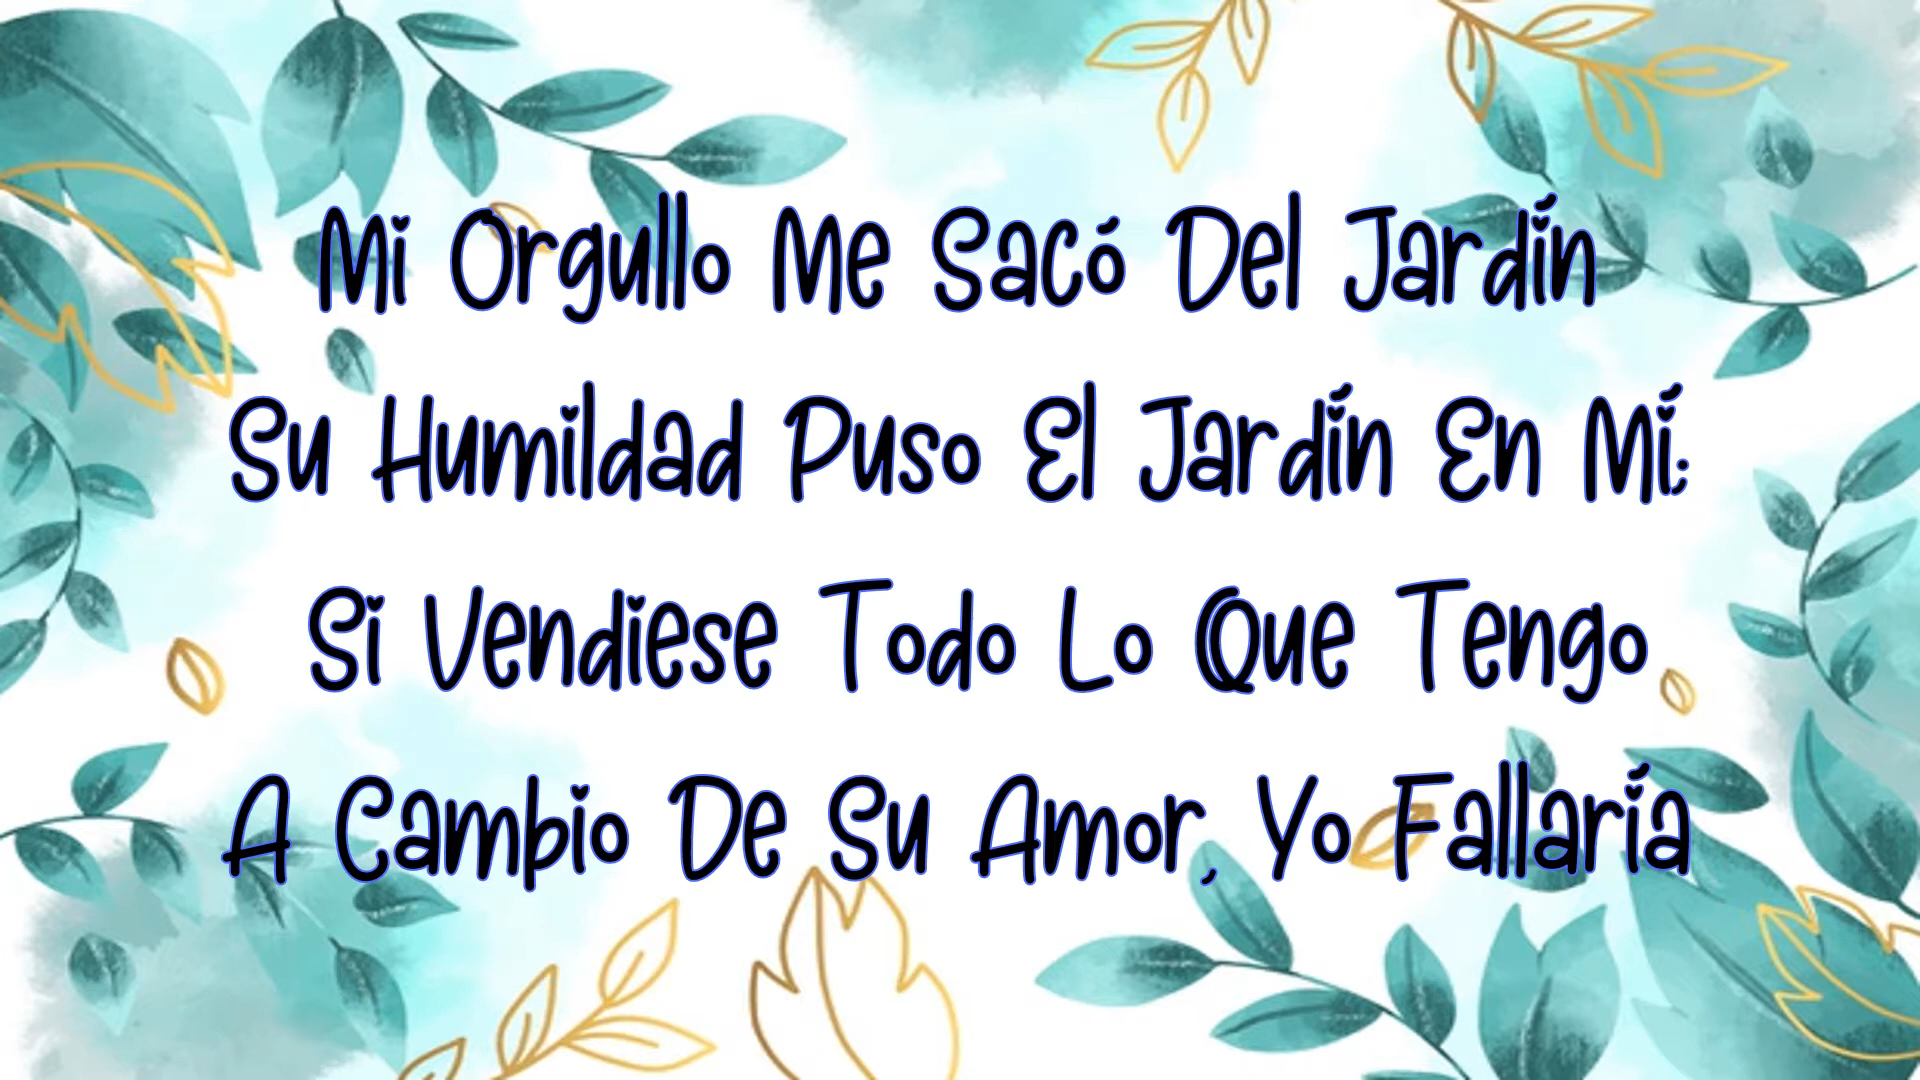 Mi Orgullo Me Sacó Del Jardín
Su Humildad Puso El Jardín En Mí;
Si Vendiese Todo Lo Que Tengo
A Cambio De Su Amor, Yo Fallaría